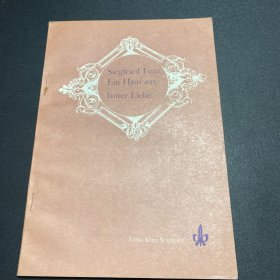 Siegfried Lenz
Ein Haus aus
lauter Liebe
Ernst Klett Stuttgart